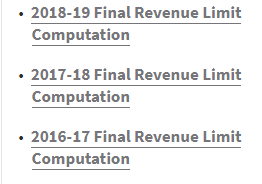 • 2018-19 Final Revenue Limit
Computation
• 2017-18 Final Revenue Limit
Computation
• 2016-17 Final Revenue Limit
Computation